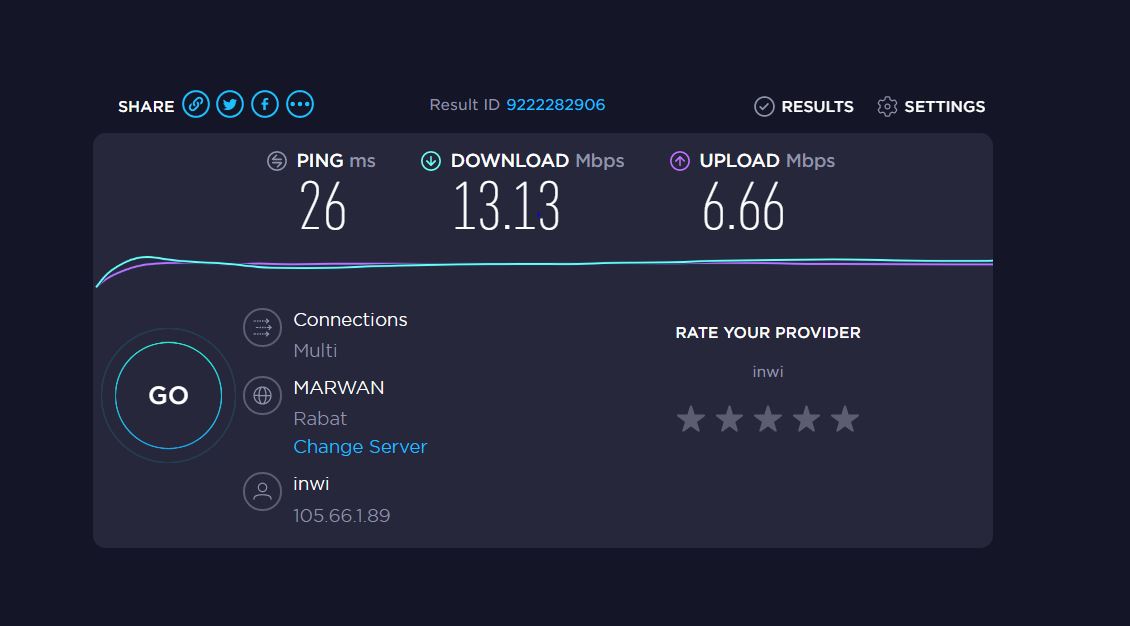 SHARE
Result ID 9222282906
RESULTS
SETTINGS
PING ms
26
DOWNLOAD Mbps
13.13
UPLOAD Mbps
6.66
GO
Connections
Multi
MARWAN
Rabat
Change Server
inwi
105.66.1.89
RATE YOUR PROVIDER
inwi